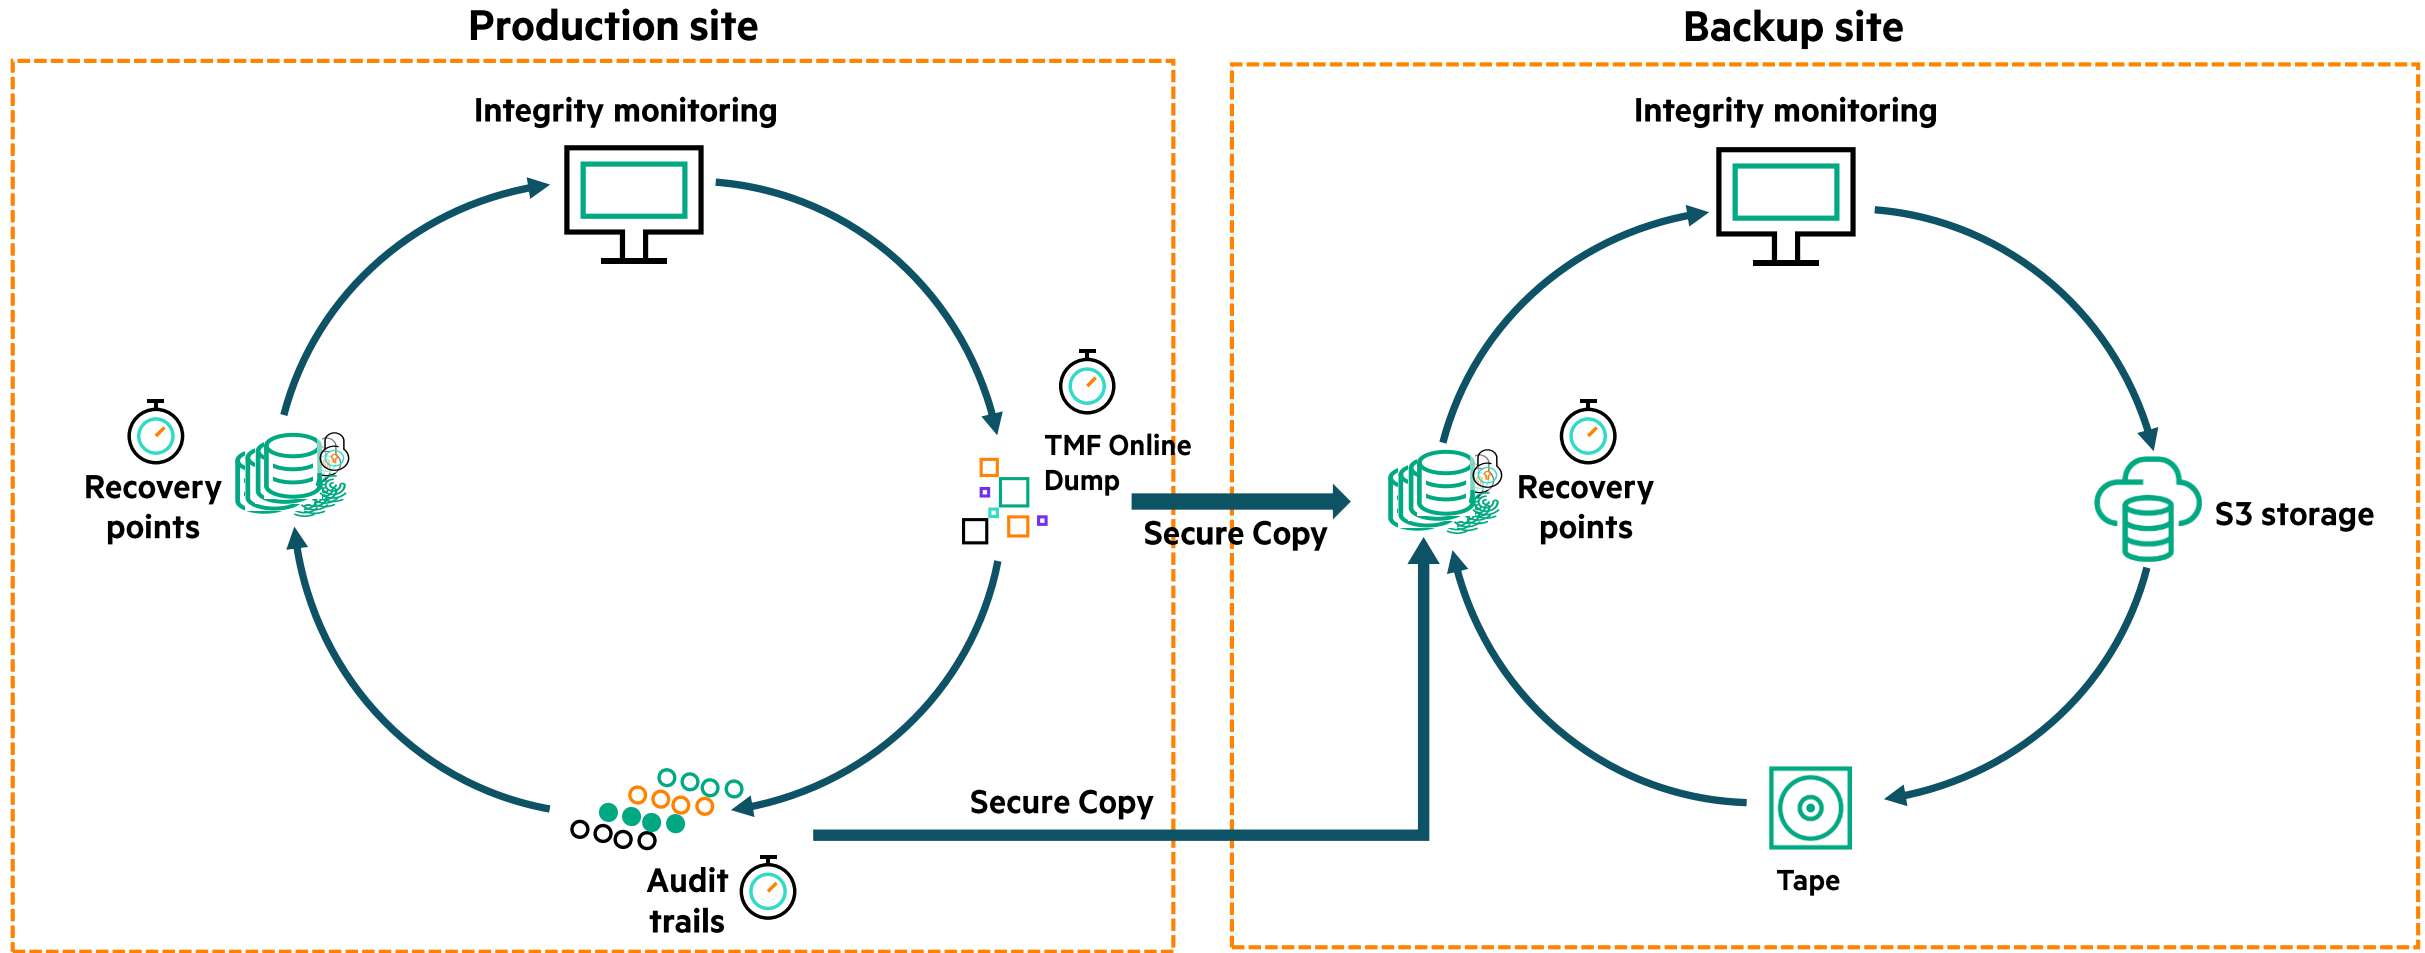 Production site
Backup site
Integrity monitoring
Integrity monitoring
TMF Online
Dump
Recovery
points
Secure Copy
Recovery
points
S3 storage
Secure Copy
Audit
trails
Tape